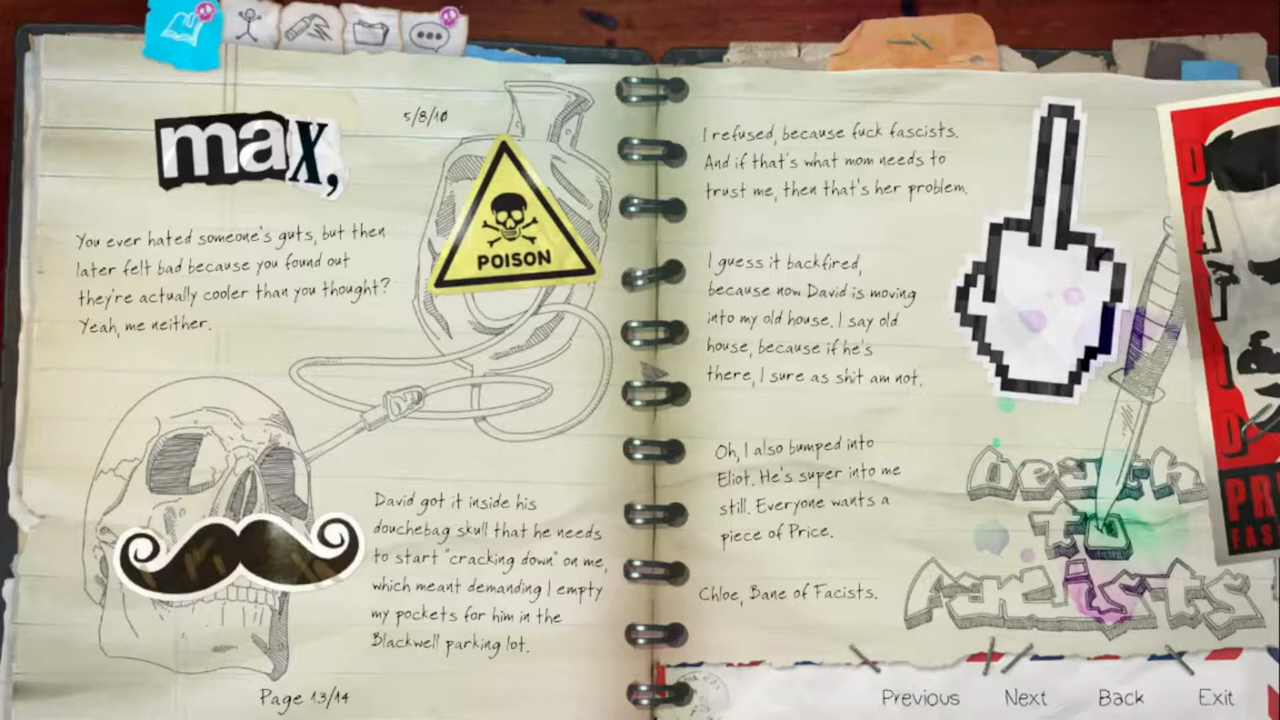 5/8/10
max,
POISON
You ever hated someone's guts, but then
later felt bad because you found out
they're actually cooler than you thought?
Yeah, me neither.
David got it inside his
douchebag skull that he needs
to start "cracking down" on me,
which meant demanding I empty
my pockets for him in the
Blackwell parking lot.
Page 13/14
I refused, because fuck fascists.
And if that's what mom needs to
trust me, then that's her problem.
I guess it backfired,
because now David is moving
into my old house. I say old
house, because if he's
there, I sure as shit am not.
Oh, I also bumped into
Eliot. He's super into me
still. Everyone wants a
piece of Price.
Chloe, Bane of Facists.
Death
To
Fascists
PR
FAS
Previous
Next
Back
Exit